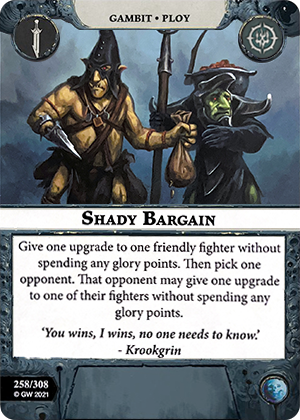 GAMBIT • PLOY
SHADY BARGAIN
Give one upgrade to one friendly fighter without
spending any glory points. Then pick one
opponent. That opponent may give one upgrade
to one of their fighters without spending any
glory points.
'You wins, I wins, no one needs to know.'
- Krookgrin
258/308
© GW 2021